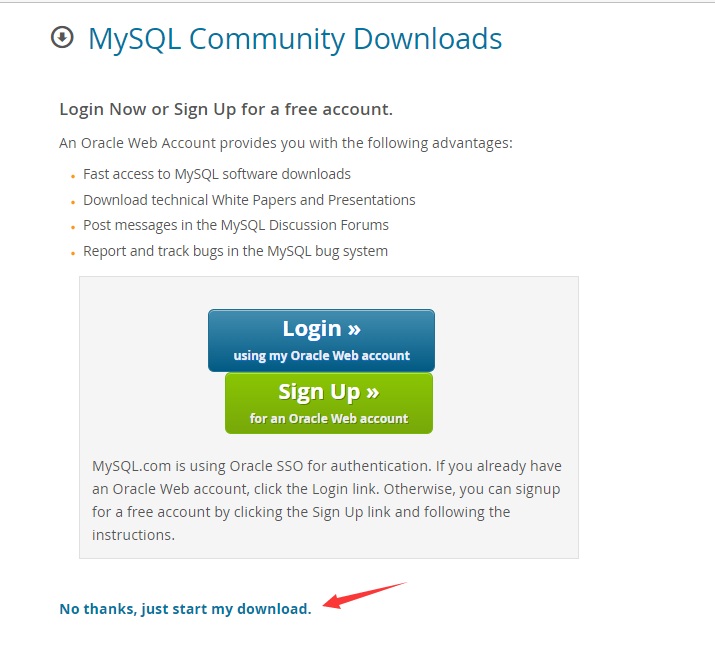 MySQL Community Downloads
Login Now or Sign Up for a free account.
An Oracle Web Account provides you with the following advantages:
Fast access to MySQL software downloads
Download technical White Papers and Presentations
Post messages in the MySQL Discussion Forums
Report and track bugs in the MySQL bug system
Login »
using my Oracle Web account
Sign Up »
for an Oracle Web account
MySQL.com is using Oracle SSO for authentication. If you already have
an Oracle Web account, click the Login link. Otherwise, you can signup
for a free account by clicking the Sign Up link and following the
instructions.
No thanks, just start my download.